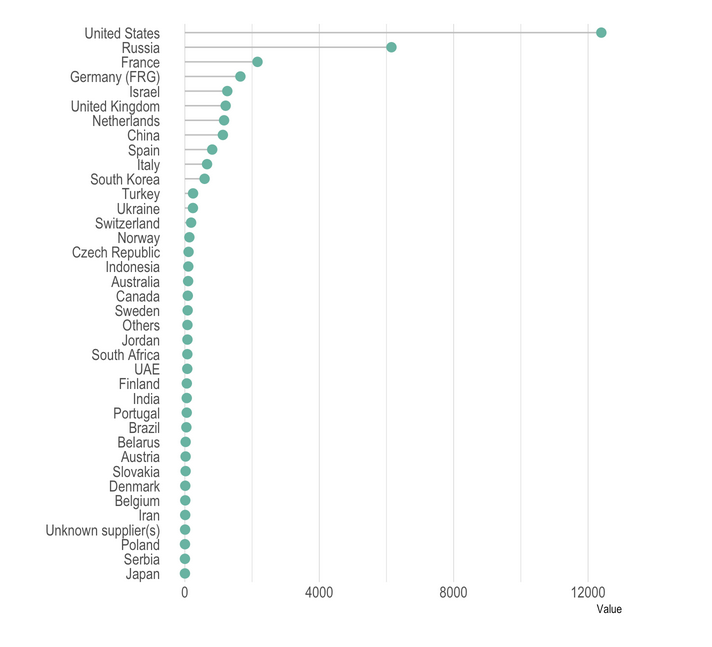 United States
Russia
France
Germany (FRG)
Israel
United Kingdom
Netherlands
China
Spain
Italy
South Korea
Turkey
Ukraine
Switzerland
Norway
Czech Republic
Indonesia
Australia
Canada
Sweden
Others
Jordan
South Africa
UAE
Finland
India
Portugal
Brazil
Belarus
Austria
Slovakia
Denmark
Belgium
Iran
Unknown supplier(s)
Poland
Serbia
Japan
0 4000 8000 12000
Value